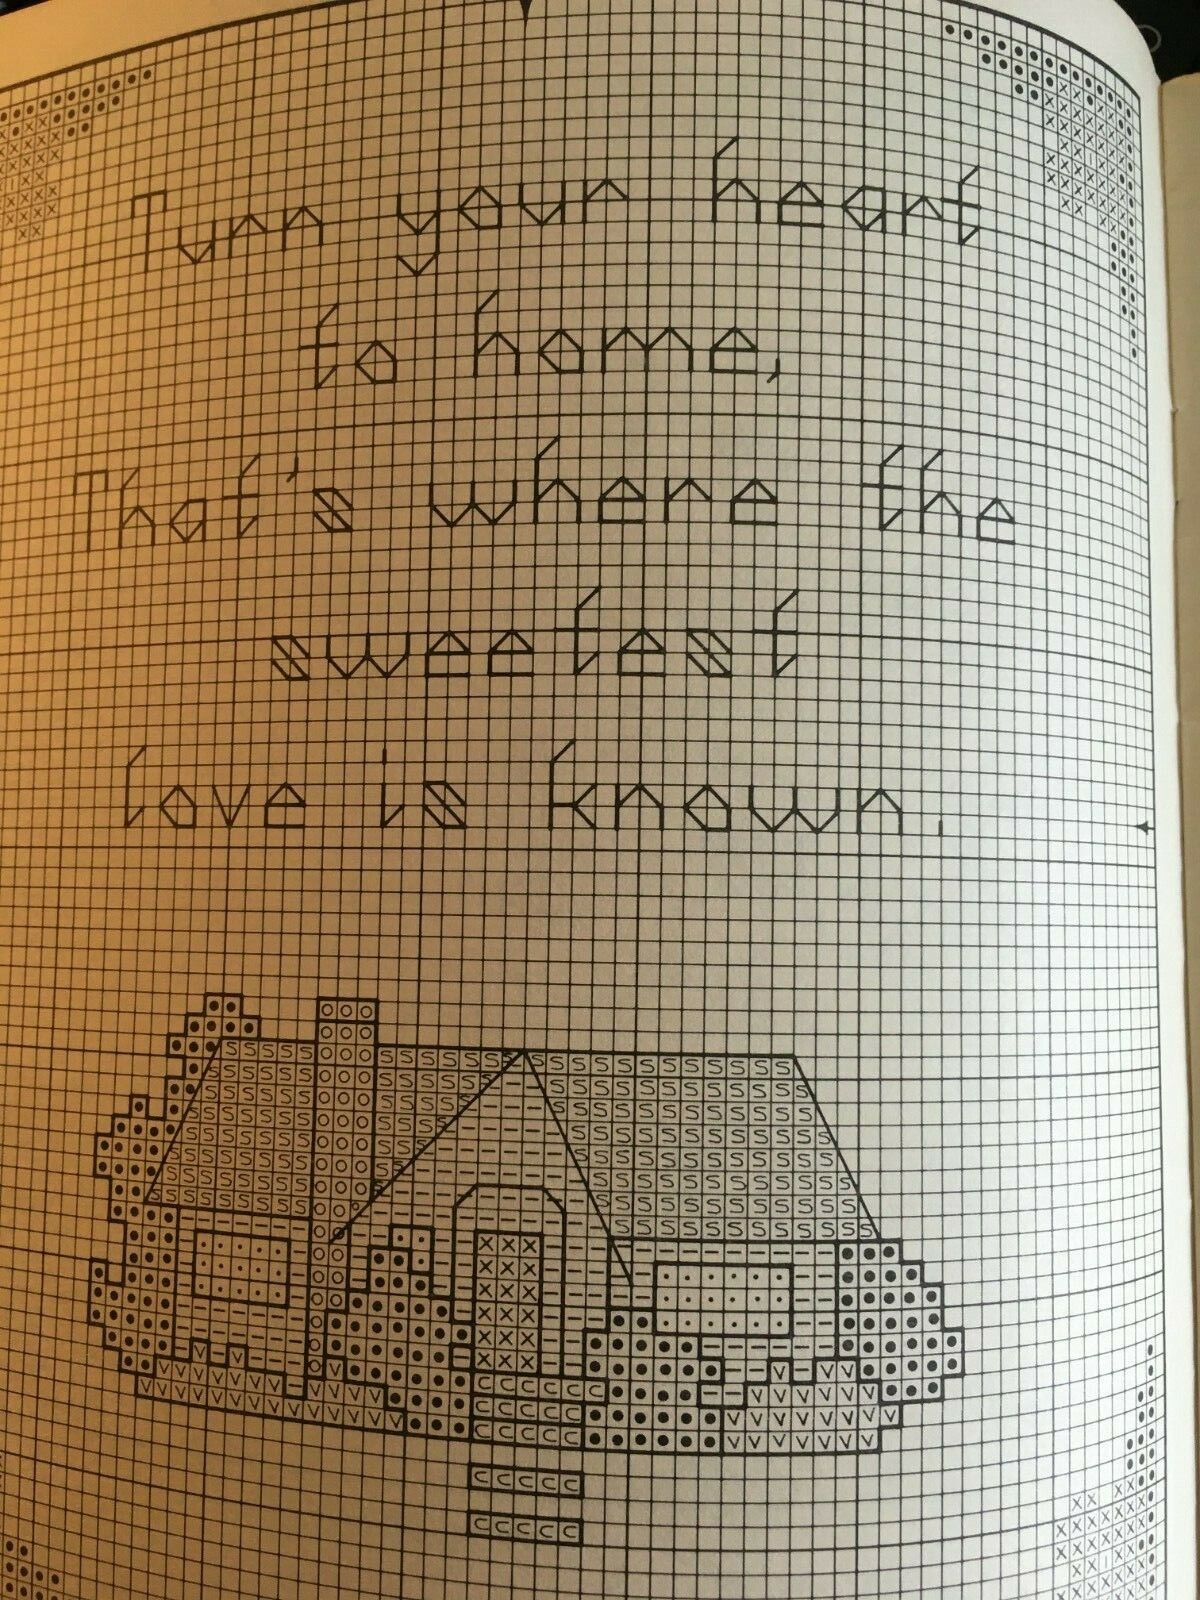 Turn your heart
to home,
That's where the
sweetest
love is known.